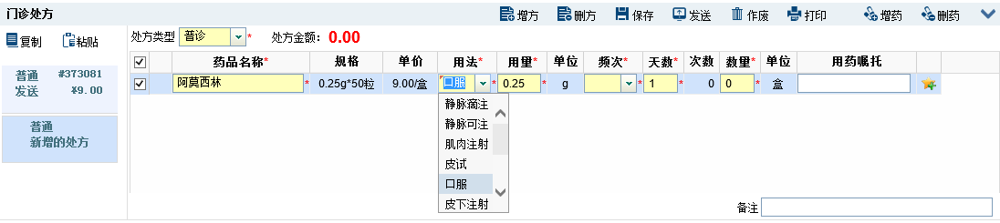 门诊处方 增方 删方 保存 发送 作废 打印 增药 删药
复制 粘贴 处方类型 普诊 * 处方金额: 0.00
普通 #373081
发送 ¥9.00
普通
新增的处方
药品名称* 规格 单价 用法* 用量* 单位 频次* 天数* 次数 数量* 单位 用药嘱托
阿莫西林 * 0.25g*50粒 9.00/盒 口服 * 0.25 * g * 1 * 0 0 * 盒
静脉滴注
静脉可注
肌肉注射
皮试
口服
皮下注射
备注